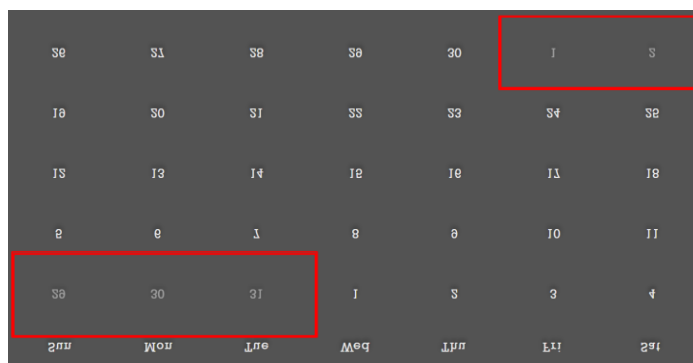 Sun Mon Tue Wed Thu Fri Sat
29 30 31 1 2 3 4
5 6 7 8 9 10 11
12 13 14 15 16 17 18
19 20 21 22 23 24 25
26 27 28 29 30 1 2